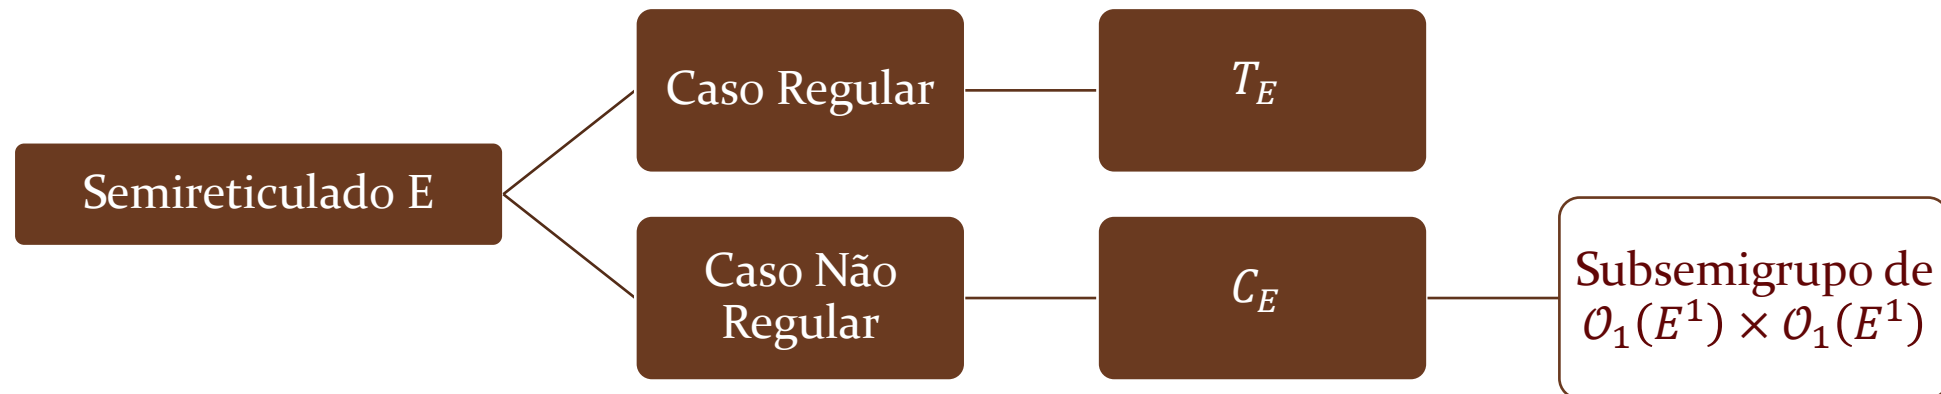 Semireticulado E
Caso Regular
T_E
Caso Não
Regular
C_E
Subsemigrupo de
𝒪₁(E¹) × 𝒪₁(E¹)